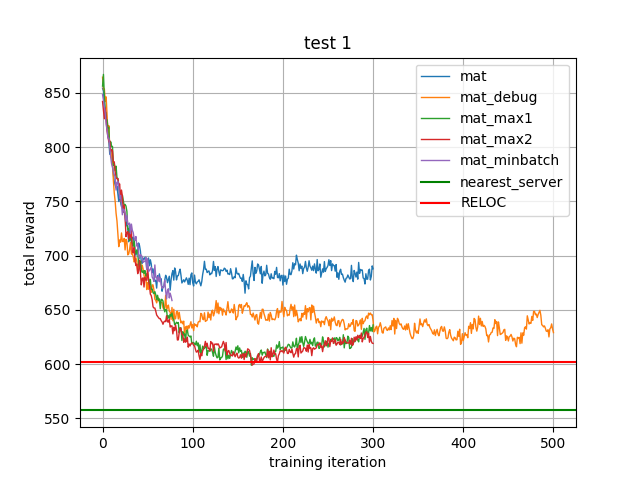 test 1
total reward
850
800
750
700
650
600
550
0
100
200
300
400
500
training iteration
mat
mat_debug
mat_max1
mat_max2
mat_minbatch
nearest_server
RELOC